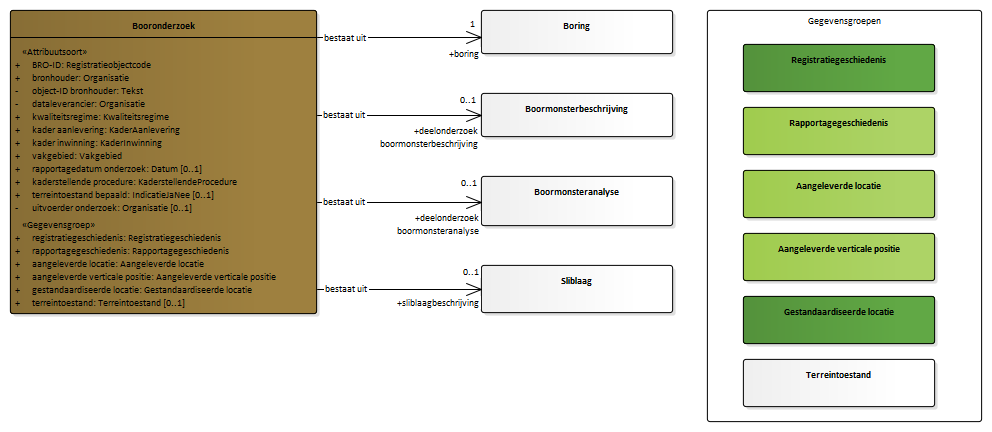 Booronderzoek
«Attribuutsoort»
+ BRO-ID: Registratieobjectcode
+ bronhouder: Organisatie
- object-ID bronhouder: Tekst
- dataleverancier: Organisatie
+ kwaliteitsregime: Kwaliteitsregime
+ kader aanlevering: KaderAanlevering
+ kader inwinning: KaderInwinning
+ vakgebied: Vakgebied
+ rapportagedatum onderzoek: Datum [0..1]
+ kaderstellende procedure: KaderstellendeProcedure
+ terreintoestand bepaald: IndicatieJaNee [0..1]
- uitvoerder onderzoek: Organisatie [0..1]
«Gegevensgroep»
+ registratiegeschiedenis: Registratiegeschiedenis
+ rapportagegeschiedenis: Rapportagegeschiedenis
+ aangeleverde locatie: Aangeleverde locatie
+ aangeleverde verticale positie: Aangeleverde verticale positie
+ gestandaardiseerde locatie: Gestandaardiseerde locatie
+ terreintoestand: Terreintoestand [0..1]
bestaat uit
1
+boring
Boring
bestaat uit
0..1
+deelonderzoek
boormonsterbeschrijving
Boormonsterbeschrijving
bestaat uit
0..1
+deelonderzoek
boormonsteranalyse
Boormonsteranalyse
bestaat uit
0..1
+sliblaagbeschrijving
Sliblaag
Gegevensgroepen
Registratiegeschiedenis
Rapportagegeschiedenis
Aangeleverde locatie
Aangeleverde verticale positie
Gestandaardiseerde locatie
Terreintoestand